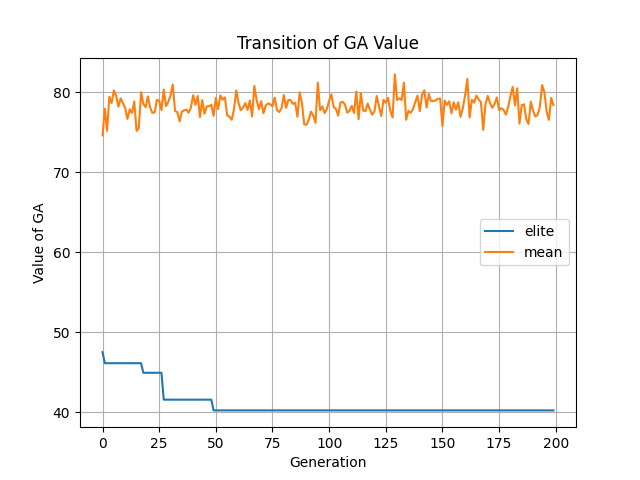 Transition of GA Value
Value of GA
80
70
60
50
40
elite
mean
0 25 50 75 100 125 150 175 200
Generation